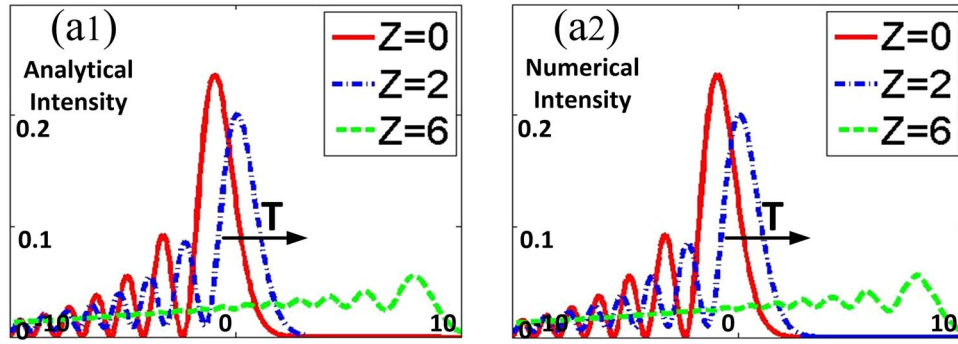 (a1)
Analytical
Intensity
Z=0
Z=2
Z=6
0.2
0.1
T
0
-10
0
10
(a2)
Numerical
Intensity
Z=0
Z=2
Z=6
0.2
0.1
T
0
-10
0
10